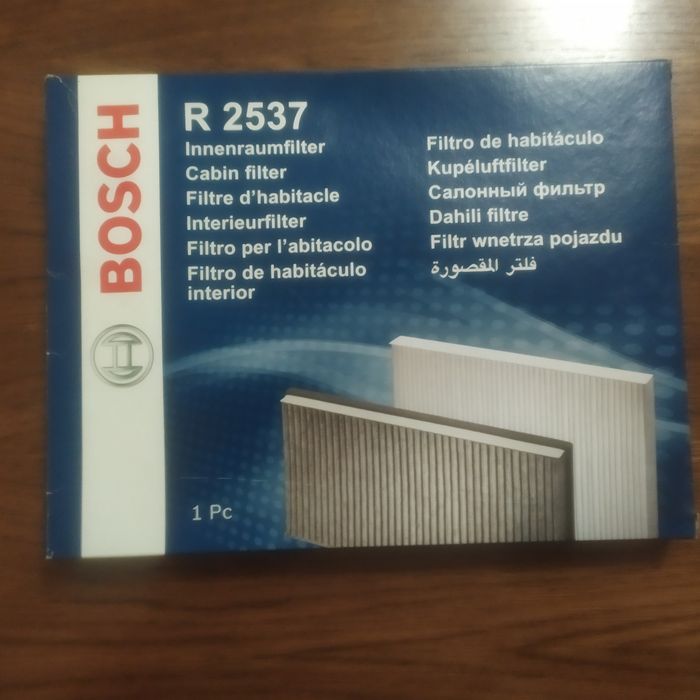 BOSCH
R 2537
Innenraumfilter
Cabin filter
Filtre d'habitacle
Interieurfilter
Filtro per l'abitacolo
Filtro de habitáculo
interior
Filtro de habitáculo
Kupéluftfilter
Салонный фильтр
Dahili filtre
Filtr wnetrza pojazdu
فلتر المقصورة
1 Pc